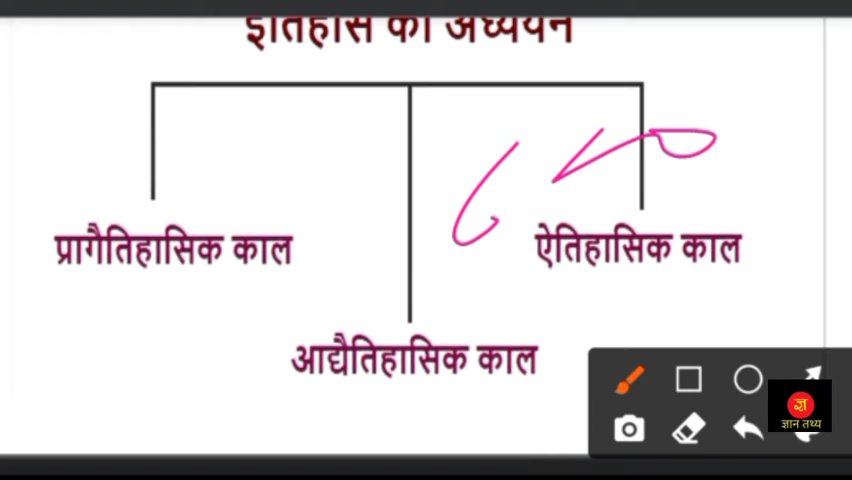 इतिहास का अध्ययन
प्रागैतिहासिक काल
ऐतिहासिक काल
आद्यैतिहासिक काल
ज्ञ
ज्ञान तथ्य